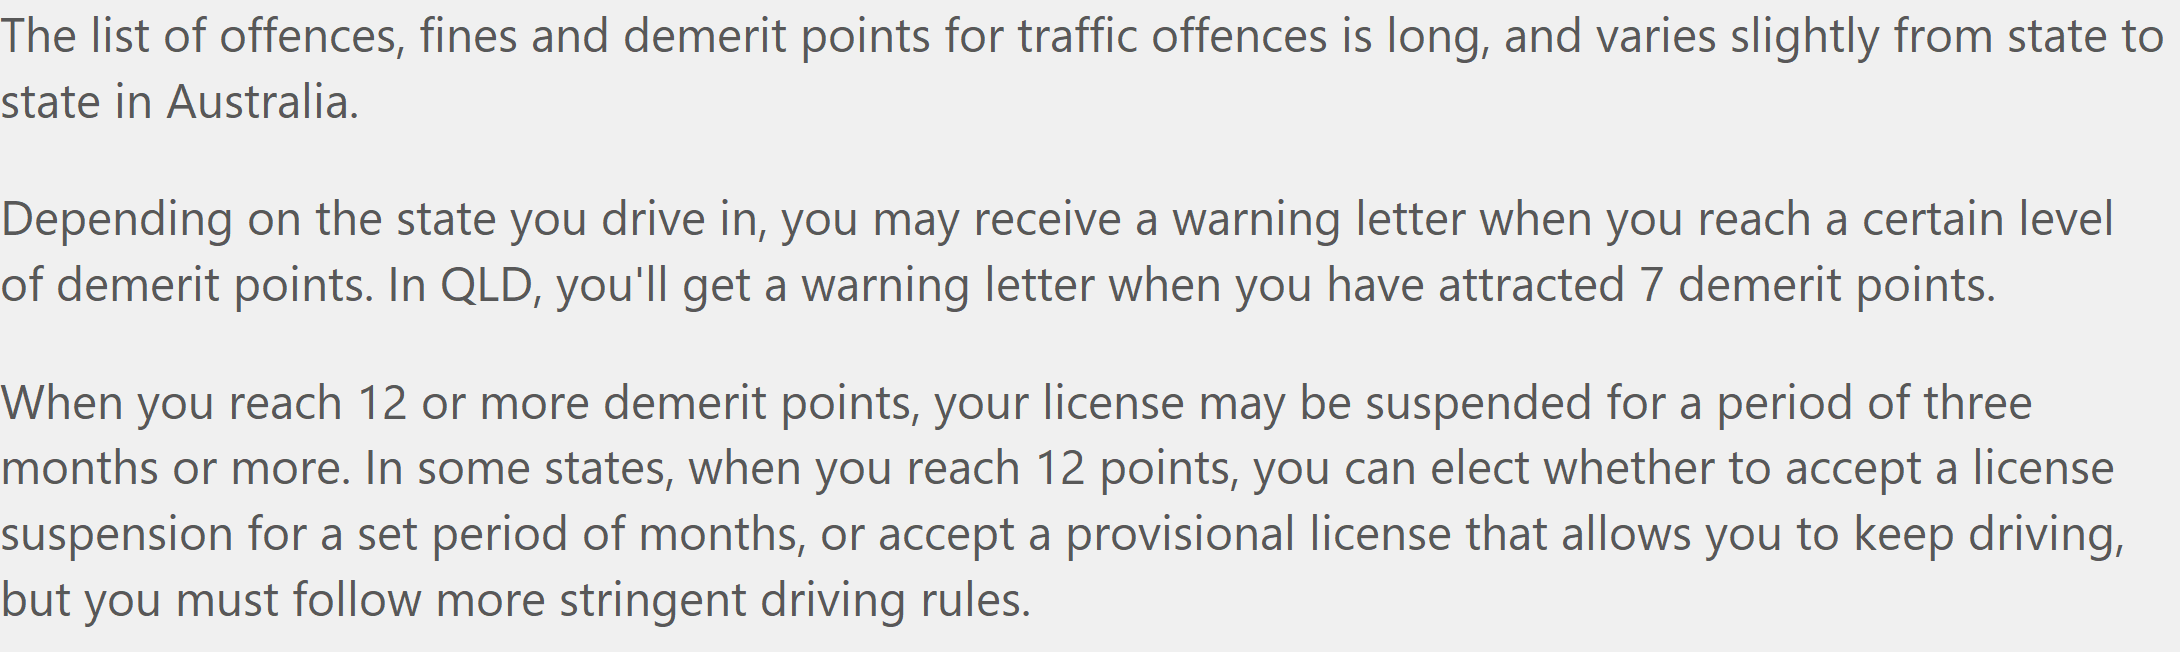 The list of offences, fines and demerit points for traffic offences is long, and varies slightly from state to
state in Australia.
Depending on the state you drive in, you may receive a warning letter when you reach a certain level
of demerit points. In QLD, you'll get a warning letter when you have attracted 7 demerit points.
When you reach 12 or more demerit points, your license may be suspended for a period of three
months or more. In some states, when you reach 12 points, you can elect whether to accept a license
suspension for a set period of months, or accept a provisional license that allows you to keep driving,
but you must follow more stringent driving rules.